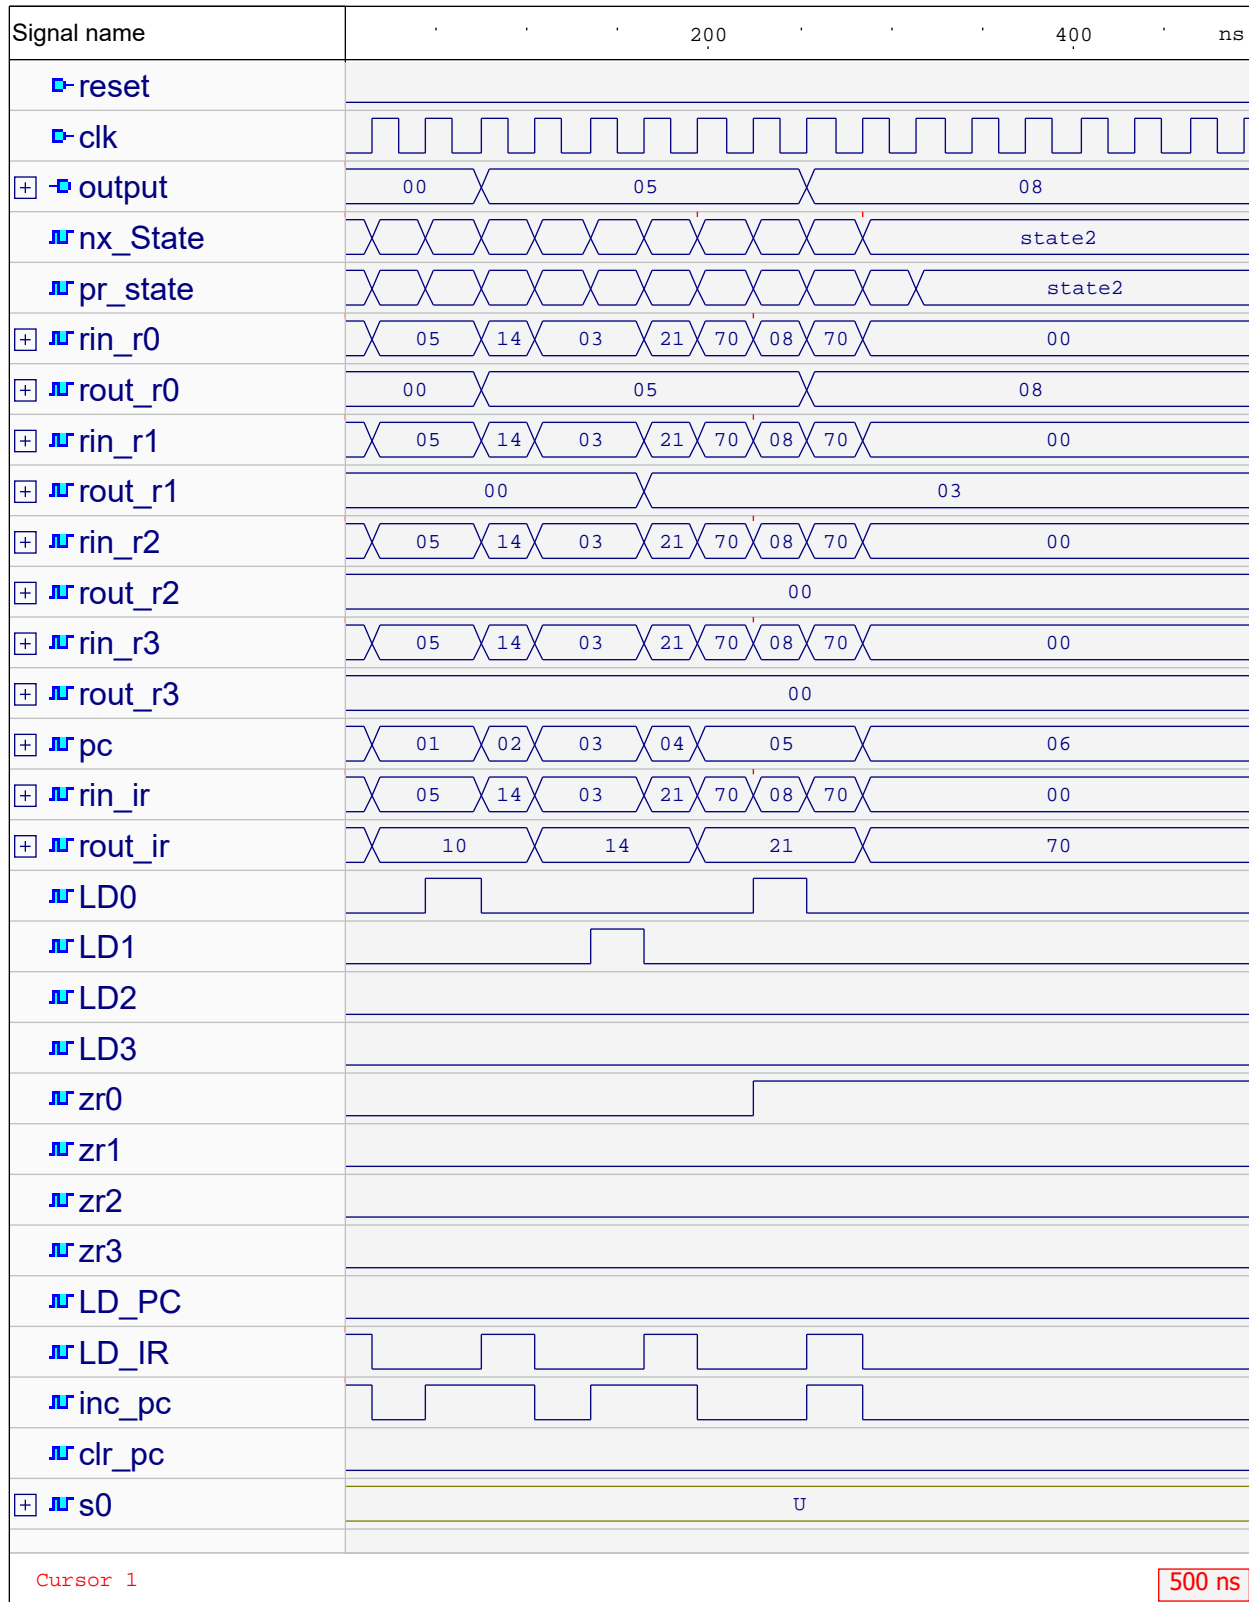 Signal name 200 400 ns
reset
clk
output 00 05 08
nx_State state2
pr_state state2
rin_r0 05 14 03 21 70 08 70 00
rout_r0 00 05 08
rin_r1 05 14 03 21 70 08 70 00
rout_r1 00 03
rin_r2 05 14 03 21 70 08 70 00
rout_r2 00
rin_r3 05 14 03 21 70 08 70 00
rout_r3 00
pc 01 02 03 04 05 06
rin_ir 05 14 03 21 70 08 70 00
rout_ir 10 14 21 70
LD0
LD1
LD2
LD3
zr0
zr1
zr2
zr3
LD_PC
LD_IR
inc_pc
clr_pc
s0 U
Cursor 1 500 ns